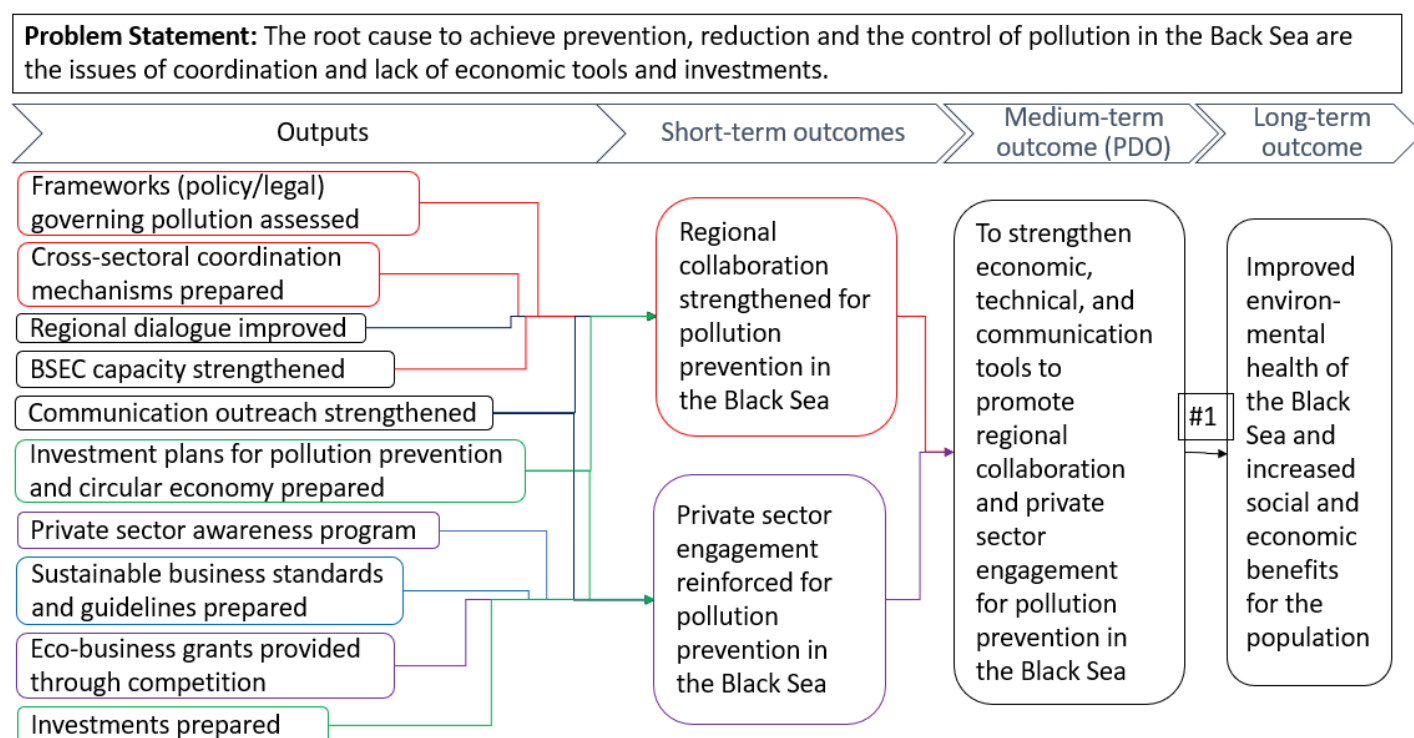 Problem Statement: The root cause to achieve prevention, reduction and the control of pollution in the Back Sea are
the issues of coordination and lack of economic tools and investments.
Outputs
Short-term outcomes
Medium-term
outcome (PDO)
Long-term
outcome
Frameworks (policy/legal)
governing pollution assessed
Cross-sectoral coordination
mechanisms prepared
Regional dialogue improved
BSEC capacity strengthened
Communication outreach strengthened
Investment plans for pollution prevention
and circular economy prepared
Private sector awareness program
Sustainable business standards
and guidelines prepared
Eco-business grants provided
through competition
Investments prepared
Regional
collaboration
strengthened for
pollution
prevention in
the Black Sea
Private sector
engagement
reinforced for
pollution
prevention in
the Black Sea
To strengthen
economic,
technical, and
communication
tools to
promote
regional
collaboration
and private
sector
engagement
for pollution
prevention in
the Black Sea
#1
Improved
environ-
mental
health of
the Black
Sea and
increased
social and
economic
benefits
for the
population